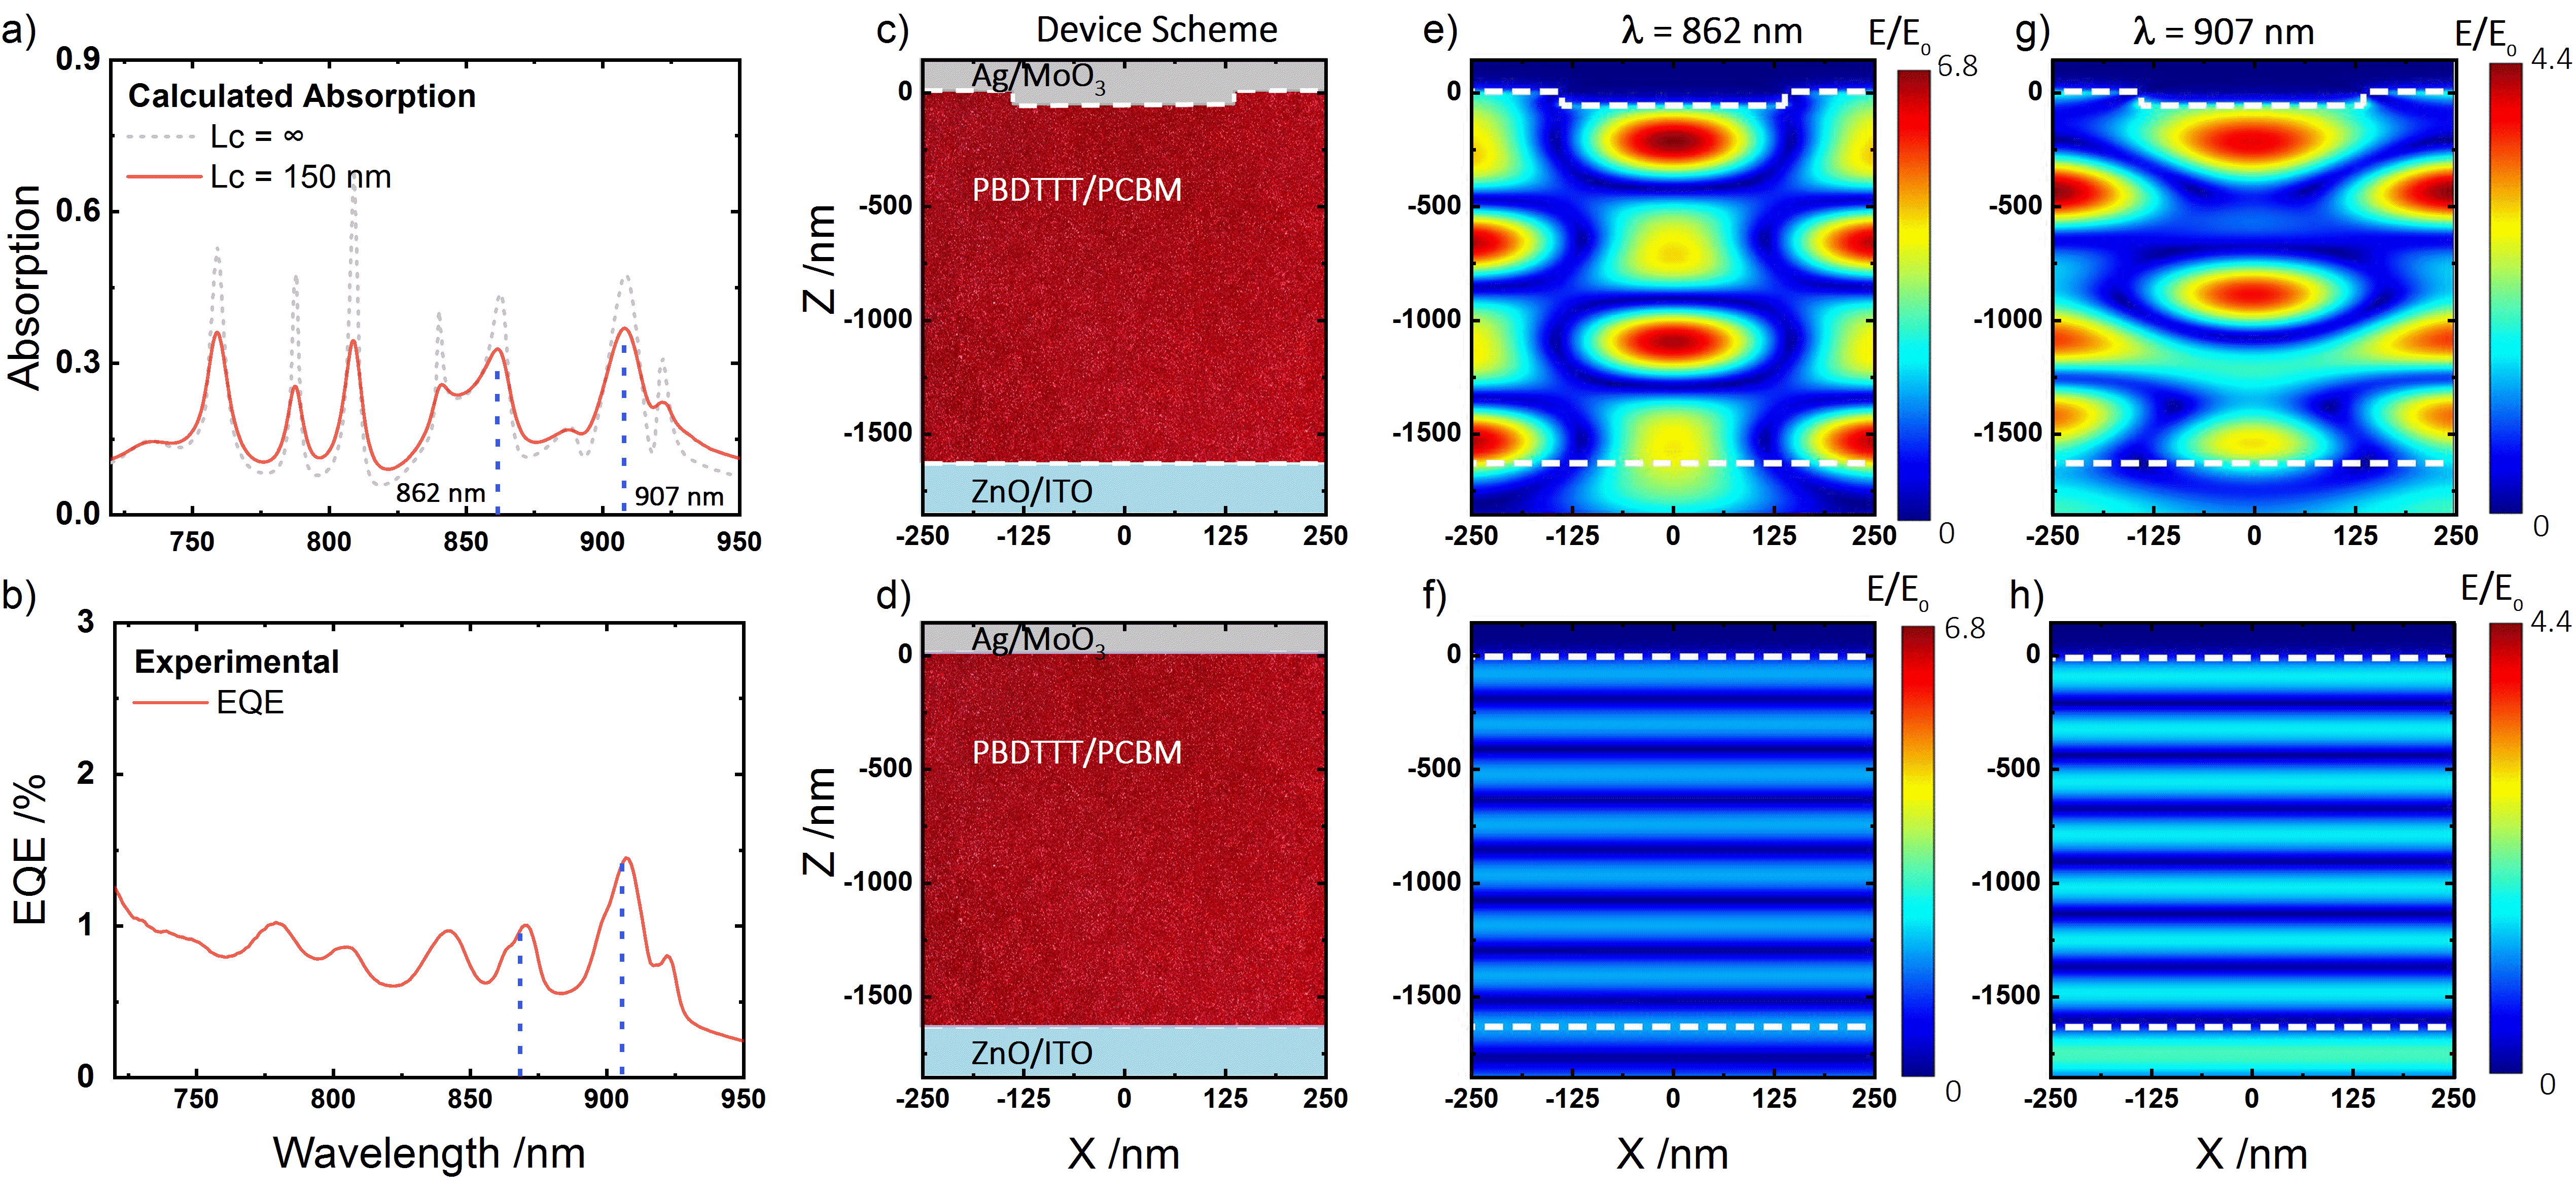 a)
0.9
0.6
0.3
0.0
Absorption
Calculated Absorption
Lc = ∞
Lc = 150 nm
862 nm
907 nm
750 800 850 900 950
b)
3
2
1
0
EQE /%
Experimental
EQE
750 800 850 900 950
Wavelength /nm
c)
Device Scheme
Ag/MoO₃
PBDTTT/PCBM
ZnO/ITO
0
-500
-1000
-1500
Z /nm
-250 -125 0 125 250
d)
Ag/MoO₃
PBDTTT/PCBM
ZnO/ITO
0
-500
-1000
-1500
Z /nm
-250 -125 0 125 250
X /nm
e)
λ = 862 nm
E/E₀
6.8
0
0
-500
-1000
-1500
-250 -125 0 125 250
f)
E/E₀
6.8
0
0
-500
-1000
-1500
-250 -125 0 125 250
X /nm
g)
λ = 907 nm
E/E₀
4.4
0
0
-500
-1000
-1500
-250 -125 0 125 250
h)
E/E₀
4.4
0
0
-500
-1000
-1500
-250 -125 0 125 250
X /nm